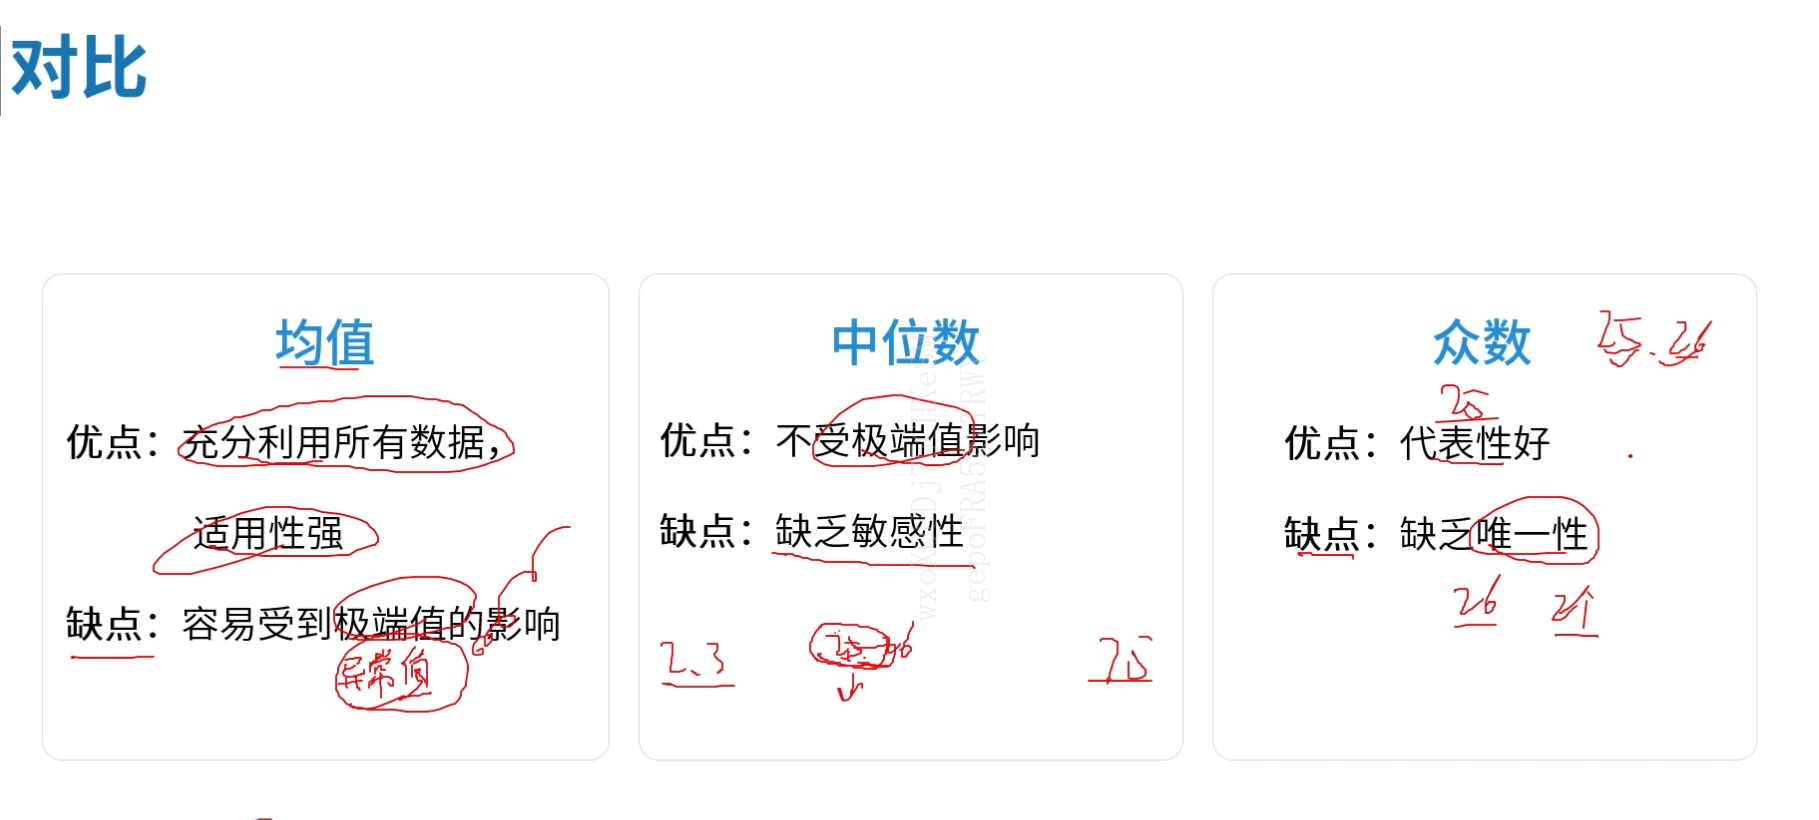 对比
均值
优点：充分利用所有数据，
适用性强
缺点：容易受到极端值的影响
异常值
中位数
优点：不受极端值影响
缺点：缺乏敏感性
2.3
25
26
75
众数
25.26
25
优点：代表性好
缺点：缺乏唯一性
26
2个